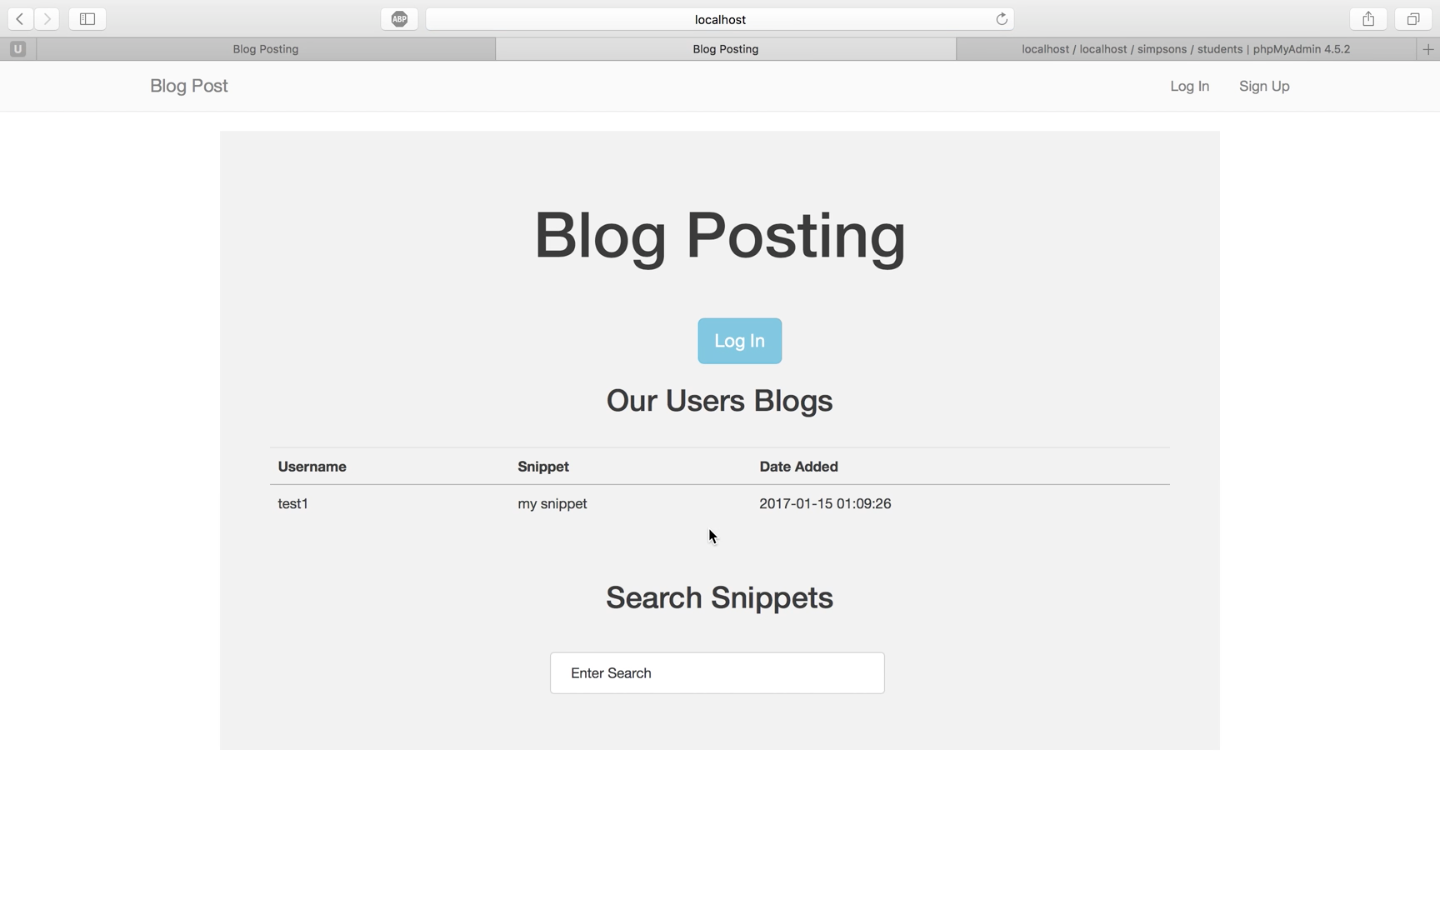 ABP
localhost
U
Blog Posting
Blog Posting
localhost / localhost / simpsons / students | phpMyAdmin 4.5.2
Blog Post
Log In
Sign Up
Blog Posting
Log In
Our Users Blogs
Username Snippet Date Added
test1 my snippet 2017-01-15 01:09:26
Search Snippets
Enter Search